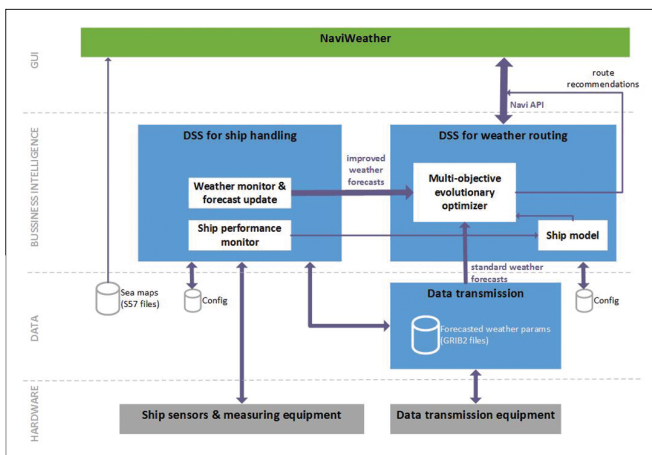 GUI
NaviWeather
route
recommendations
Navi API
BUSSINESS INTELLIGENCE
DSS for ship handling
DSS for weather routing
improved
weather
forecasts
Weather monitor &
forecast update
Multi-objective
evolutionary
optimizer
Ship performance
monitor
Ship model
standard weather
forecasts
DATA
Sea maps
(S57 files)
Config
Data transmission
Forecasted weather params
(GRIB2 files)
Config
HARDWARE
Ship sensors & measuring equipment
Data transmission equipment